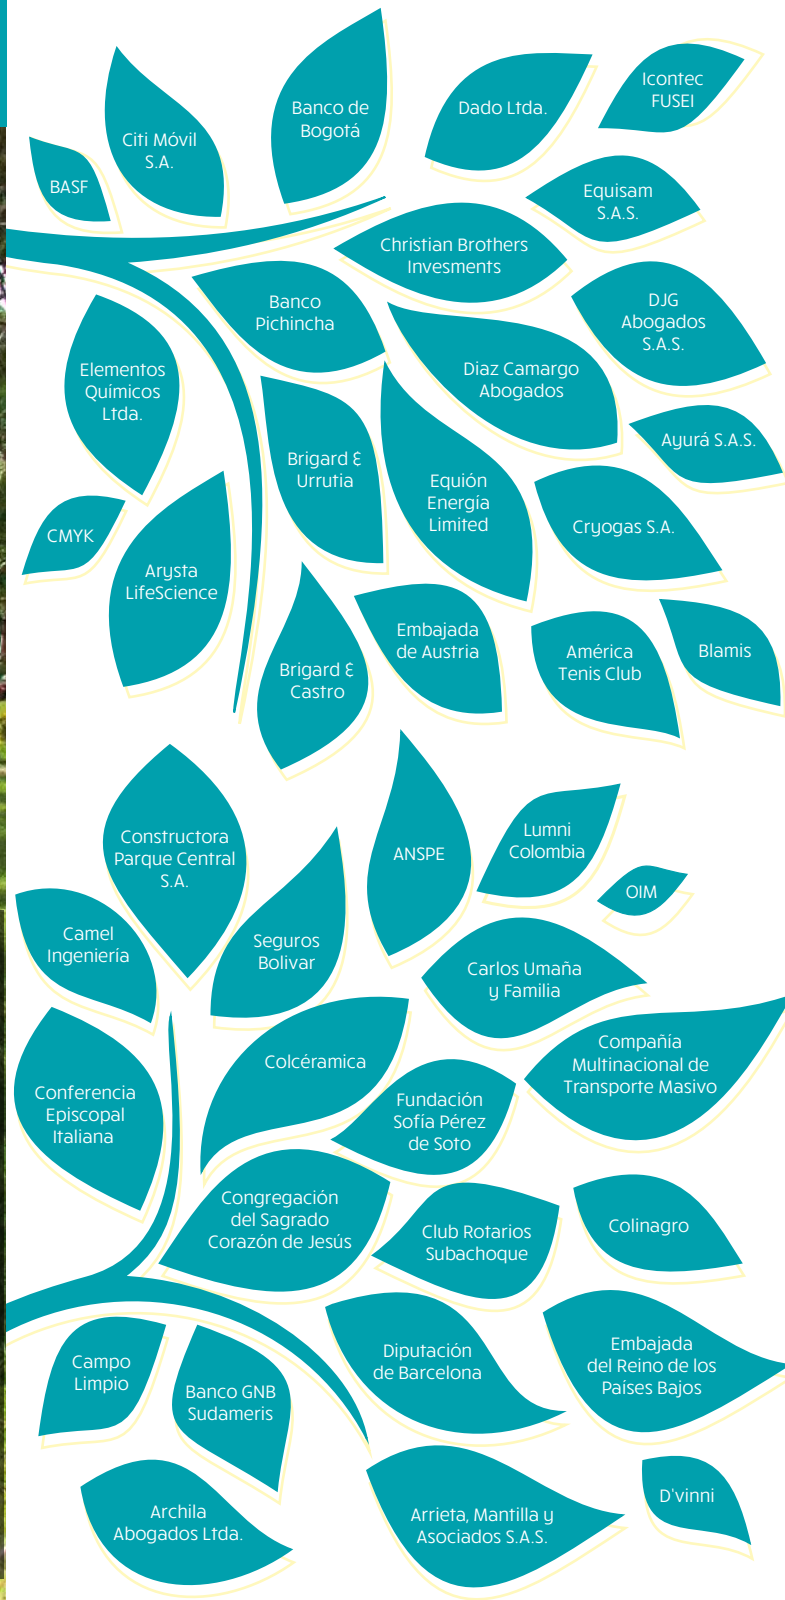 Icontec
FUSEI
Banco de
Bogotá
Dado Ltda.
Citi Móvil
S.A.
BASF
Equisam
S.A.S.
Christian Brothers
Invesments
Banco
Pichincha
DJG
Abogados
S.A.S.
Elementos
Químicos
Ltda.
Diaz Camargo
Abogados
Ayurá S.A.S.
Brigard &
Urrutia
Equión
Energía
Limited
Cryogas S.A.
CMYK
Arysta
LifeScience
Embajada
de Austria
América
Tenis Club
Blamis
Brigard &
Castro
Constructora
Parque Central
S.A.
ANSPE
Lumni
Colombia
OIM
Camel
Ingeniería
Seguros
Bolivar
Carlos Umaña
y Familia
Colcéramica
Compañía
Multinacional de
Transporte Masivo
Conferencia
Episcopal
Italiana
Fundación
Sofía Pérez
de Soto
Congregación
del Sagrado
Corazón de Jesús
Club Rotarios
Subachoque
Colinagro
Campo
Limpio
Banco GNB
Sudameris
Diputación
de Barcelona
Embajada
del Reino de los
Países Bajos
Archila
Abogados Ltda.
Arrieta, Mantilla y
Asociados S.A.S.
D'vinni